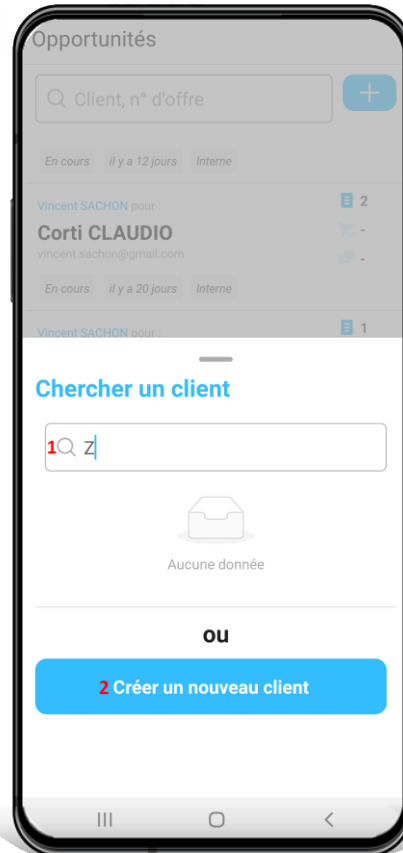 Opportunités
Client, n° d'offre
En cours il y a 12 jours Interne
Vincent SACHON pour : 2
Corti CLAUDIO -
vincent.sachon@gmail.com -
En cours il y a 20 jours Interne
Vincent SACHON pour : 1
Chercher un client
1 Z
Aucune donnée
ou
2 Créer un nouveau client